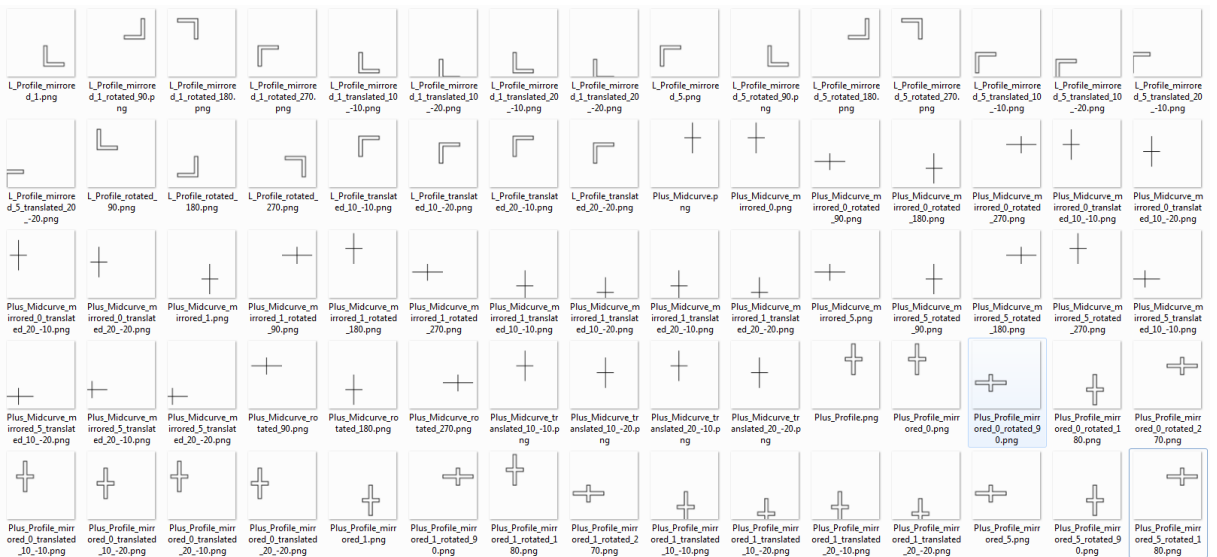 L_Profile_mirrore
d_1.png
L_Profile_mirrore
d_1_rotated_90.p
ng
L_Profile_mirrore
d_1_rotated_180.
png
L_Profile_mirrore
d_1_rotated_270.
png
L_Profile_mirrore
d_1_translated_10
_-10.png
L_Profile_mirrore
d_1_translated_10
_-20.png
L_Profile_mirrore
d_1_translated_20
_-10.png
L_Profile_mirrore
d_1_translated_20
_-20.png
L_Profile_mirrore
d_5.png
L_Profile_mirrore
d_5_rotated_90.p
ng
L_Profile_mirrore
d_5_rotated_180.
png
L_Profile_mirrore
d_5_rotated_270.
png
L_Profile_mirrore
d_5_translated_10
_-10.png
L_Profile_mirrore
d_5_translated_10
_-20.png
L_Profile_mirrore
d_5_translated_20
_-10.png
L_Profile_mirrore
d_5_translated_20
_-20.png
L_Profile_rotated_
90.png
L_Profile_rotated_
180.png
L_Profile_rotated_
270.png
L_Profile_translat
ed_10_-10.png
L_Profile_translat
ed_10_-20.png
L_Profile_translat
ed_20_-10.png
L_Profile_translat
ed_20_-20.png
Plus_Midcurve.p
ng
Plus_Midcurve_m
irrored_0.png
Plus_Midcurve_m
irrored_0_rotated
_90.png
Plus_Midcurve_m
irrored_0_rotated
_180.png
Plus_Midcurve_m
irrored_0_rotated
_270.png
Plus_Midcurve_m
irrored_0_translat
ed_10_-10.png
Plus_Midcurve_m
irrored_0_translat
ed_10_-20.png
Plus_Midcurve_m
irrored_0_translat
ed_20_-10.png
Plus_Midcurve_m
irrored_0_translat
ed_20_-20.png
Plus_Midcurve_m
irrored_1.png
Plus_Midcurve_m
irrored_1_rotated
_90.png
Plus_Midcurve_m
irrored_1_rotated
_180.png
Plus_Midcurve_m
irrored_1_rotated
_270.png
Plus_Midcurve_m
irrored_1_translat
ed_10_-10.png
Plus_Midcurve_m
irrored_1_translat
ed_10_-20.png
Plus_Midcurve_m
irrored_1_translat
ed_20_-10.png
Plus_Midcurve_m
irrored_1_translat
ed_20_-20.png
Plus_Midcurve_m
irrored_5.png
Plus_Midcurve_m
irrored_5_rotated
_90.png
Plus_Midcurve_m
irrored_5_rotated
_180.png
Plus_Midcurve_m
irrored_5_rotated
_270.png
Plus_Midcurve_m
irrored_5_translat
ed_10_-10.png
Plus_Midcurve_m
irrored_5_translat
ed_10_-20.png
Plus_Midcurve_m
irrored_5_translat
ed_20_-10.png
Plus_Midcurve_m
irrored_5_translat
ed_20_-20.png
Plus_Midcurve_ro
tated_90.png
Plus_Midcurve_ro
tated_180.png
Plus_Midcurve_ro
tated_270.png
Plus_Midcurve_tr
anslated_10_-10.p
ng
Plus_Midcurve_tr
anslated_10_-20.p
ng
Plus_Midcurve_tr
anslated_20_-10.p
ng
Plus_Midcurve_tr
anslated_20_-20.p
ng
Plus_Profile.png
Plus_Profile_mirr
ored_0.png
Plus_Profile_mirr
ored_0_rotated_9
0.png
Plus_Profile_mirr
ored_0_rotated_1
80.png
Plus_Profile_mirr
ored_0_rotated_2
70.png
Plus_Profile_mirr
ored_0_translated
_10_-10.png
Plus_Profile_mirr
ored_0_translated
_10_-20.png
Plus_Profile_mirr
ored_0_translated
_20_-10.png
Plus_Profile_mirr
ored_0_translated
_20_-20.png
Plus_Profile_mirr
ored_1.png
Plus_Profile_mirr
ored_1_rotated_9
0.png
Plus_Profile_mirr
ored_1_rotated_1
80.png
Plus_Profile_mirr
ored_1_rotated_2
70.png
Plus_Profile_mirr
ored_1_translated
_10_-10.png
Plus_Profile_mirr
ored_1_translated
_10_-20.png
Plus_Profile_mirr
ored_1_translated
_20_-10.png
Plus_Profile_mirr
ored_1_translated
_20_-20.png
Plus_Profile_mirr
ored_5.png
Plus_Profile_mirr
ored_5_rotated_9
0.png
Plus_Profile_mirr
ored_5_rotated_1
80.png